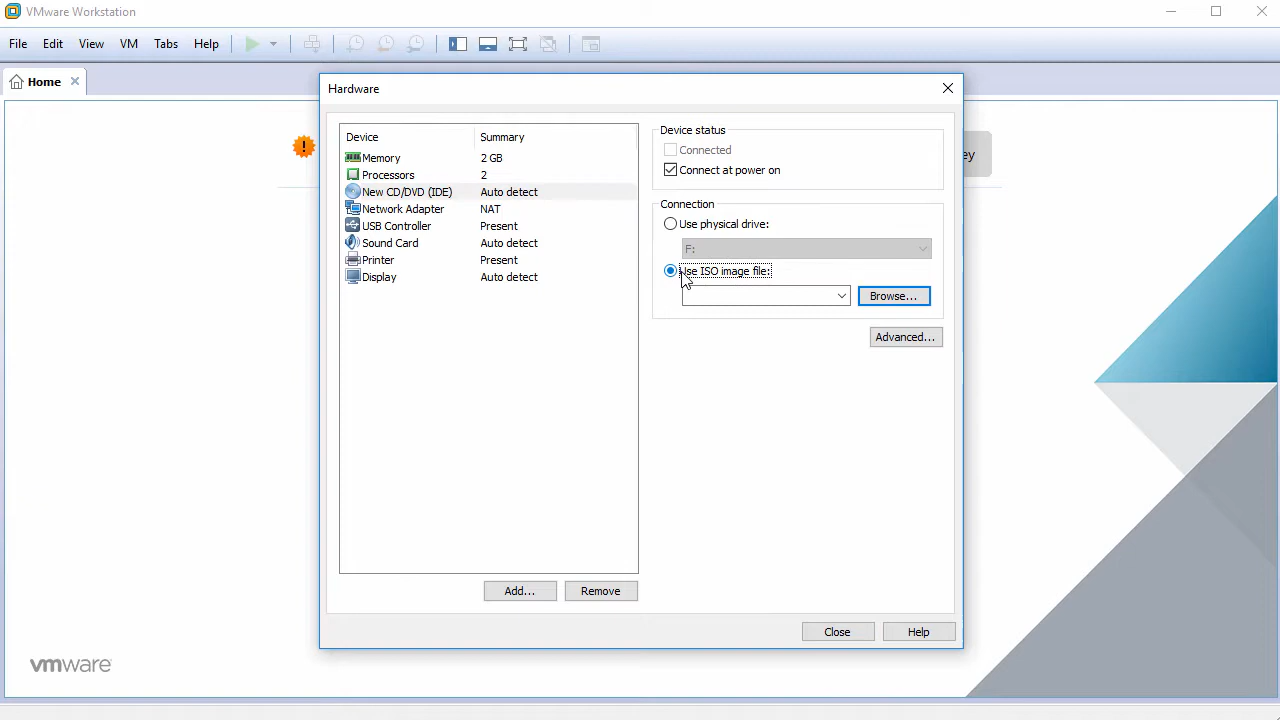 VMware Workstation
File Edit View VM Tabs Help
Home
Hardware
ey
Device Summary
Memory 2 GB
Processors 2
New CD/DVD (IDE) Auto detect
Network Adapter NAT
USB Controller Present
Sound Card Auto detect
Printer Present
Display Auto detect
Add... Remove
Device status
Connected
Connect at power on
Connection
Use physical drive:
F:
Use ISO image file:
Browse...
Advanced...
Close Help
vmware